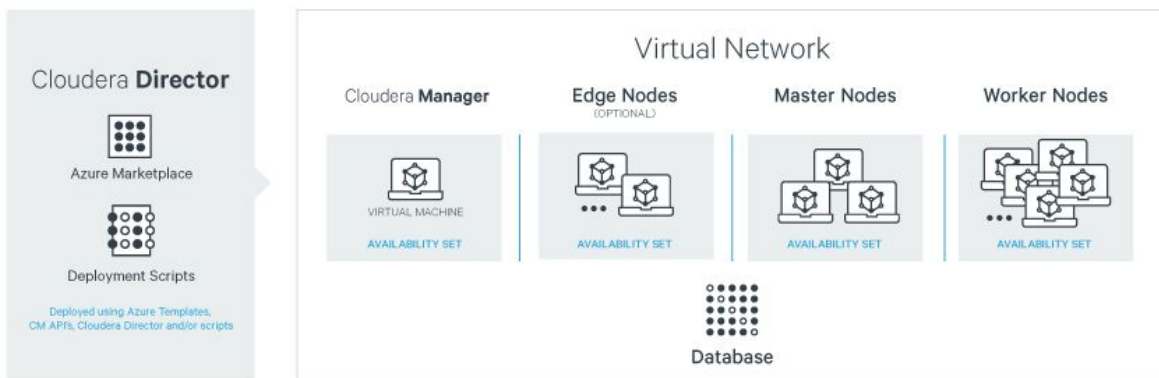 Cloudera Director
Azure Marketplace
Deployment Scripts
Deployed using Azure Templates,
CM API's, Cloudera Director and/or scripts
Virtual Network
Cloudera Manager
VIRTUAL MACHINE
AVAILABILITY SET
Edge Nodes
(OPTIONAL)
AVAILABILITY SET
Master Nodes
AVAILABILITY SET
Worker Nodes
AVAILABILITY SET
Database